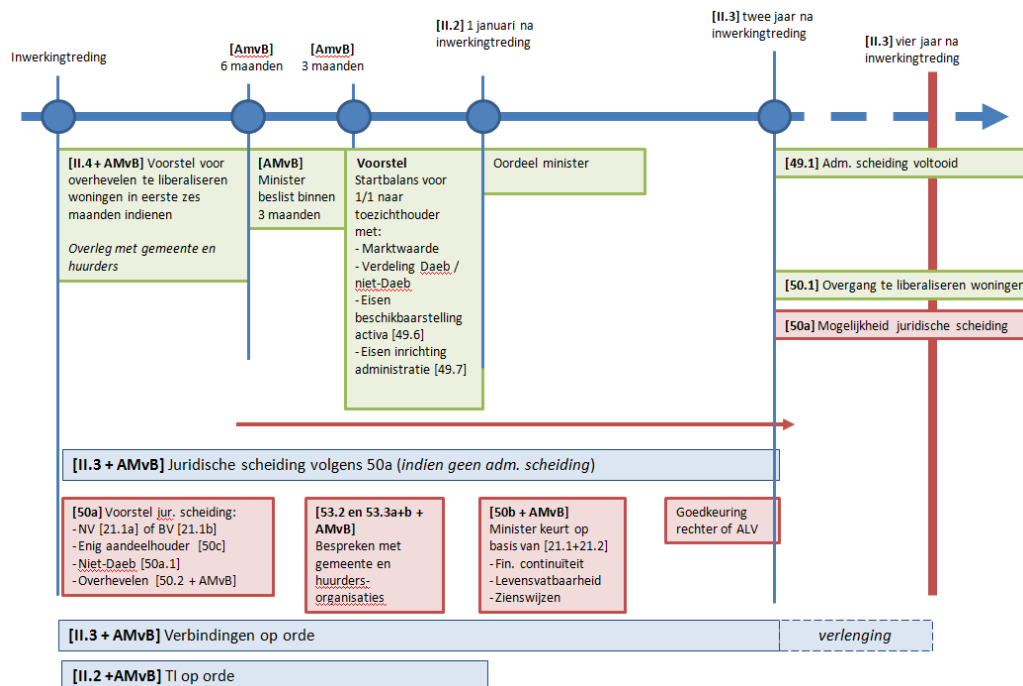 Inwerkingtreding
[AmvB]
6 maanden
[AmvB]
3 maanden
[II.2] 1 januari na
inwerkingtreding
[II.3] twee jaar na
inwerkingtreding
[II.3] vier jaar na
inwerkingtreding
[II.4 + AMvB] Voorstel voor
overhevelen te liberaliseren
woningen in eerste zes
maanden indienen
Overleg met gemeente en
huurders
[AMvB]
Minister
beslist binnen
3 maanden
Voorstel
Startbalans voor
1/1 naar
toezichthouder
met:
- Marktwaarde
- Verdeling Daeb /
niet-Daeb
- Eisen
beschikbaarstelling
activa [49.6]
- Eisen inrichting
administratie [49.7]
Oordeel minister
[49.1] Adm. scheiding voltooid
[50.1] Overgang te liberaliseren woningen
[50a] Mogelijkheid juridische scheiding
[II.3 + AMvB] Juridische scheiding volgens 50a (indien geen adm. scheiding)
[50a] Voorstel jur. scheiding:
- NV [21.1a] of BV [21.1b]
- Enig aandeelhouder [50c]
- Niet-Daeb [50a.1]
- Overhevelen [50.2 + AMvB]
[53.2 en 53.3a+b +
AMvB]
Bespreken met
gemeente en
huurders-
organisaties
[50b + AMvB]
Minister keurt op
basis van [21.1+21.2]
- Fin. continuïteit
- Levensvatbaarheid
- Zienswijzen
Goedkeuring
rechter of ALV
[II.3 + AMvB] Verbindingen op orde
verlenging
[II.2 +AMvB] TI op orde